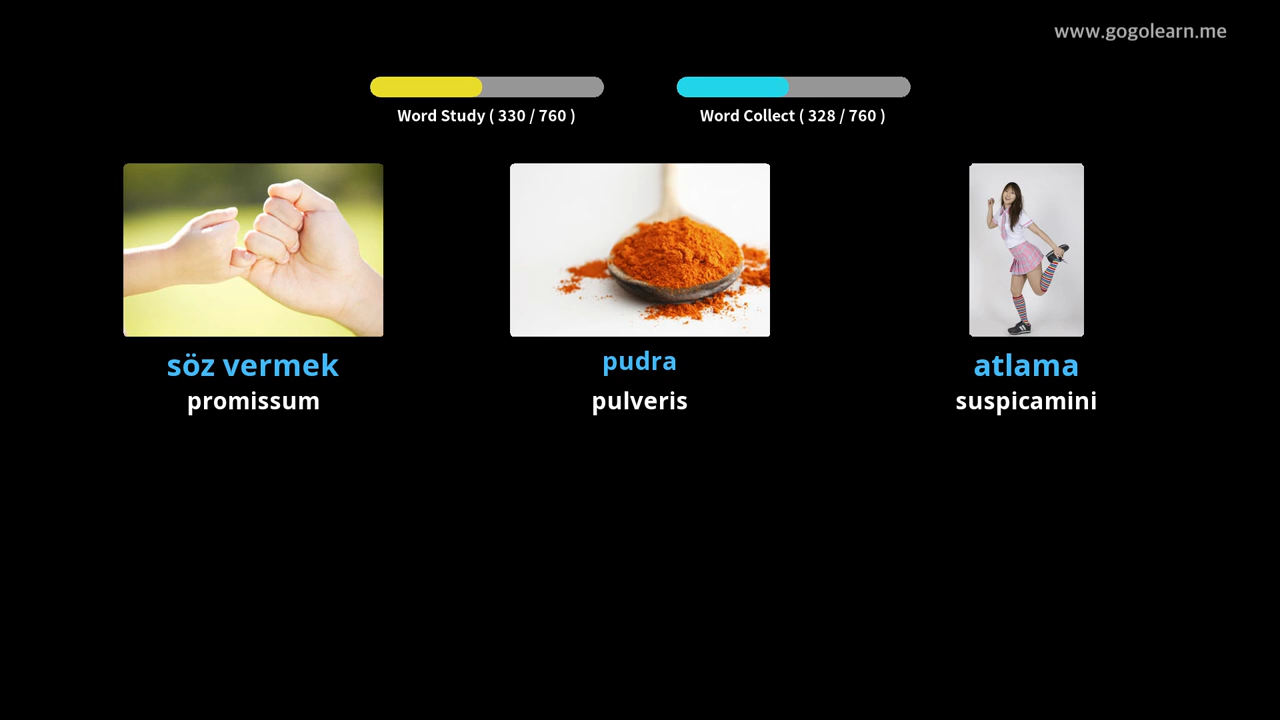 www.gogolearn.me
Word Study ( 330 / 760 )
Word Collect ( 328 / 760 )
söz vermek
promissum
pudra
pulveris
atlama
suspicamini